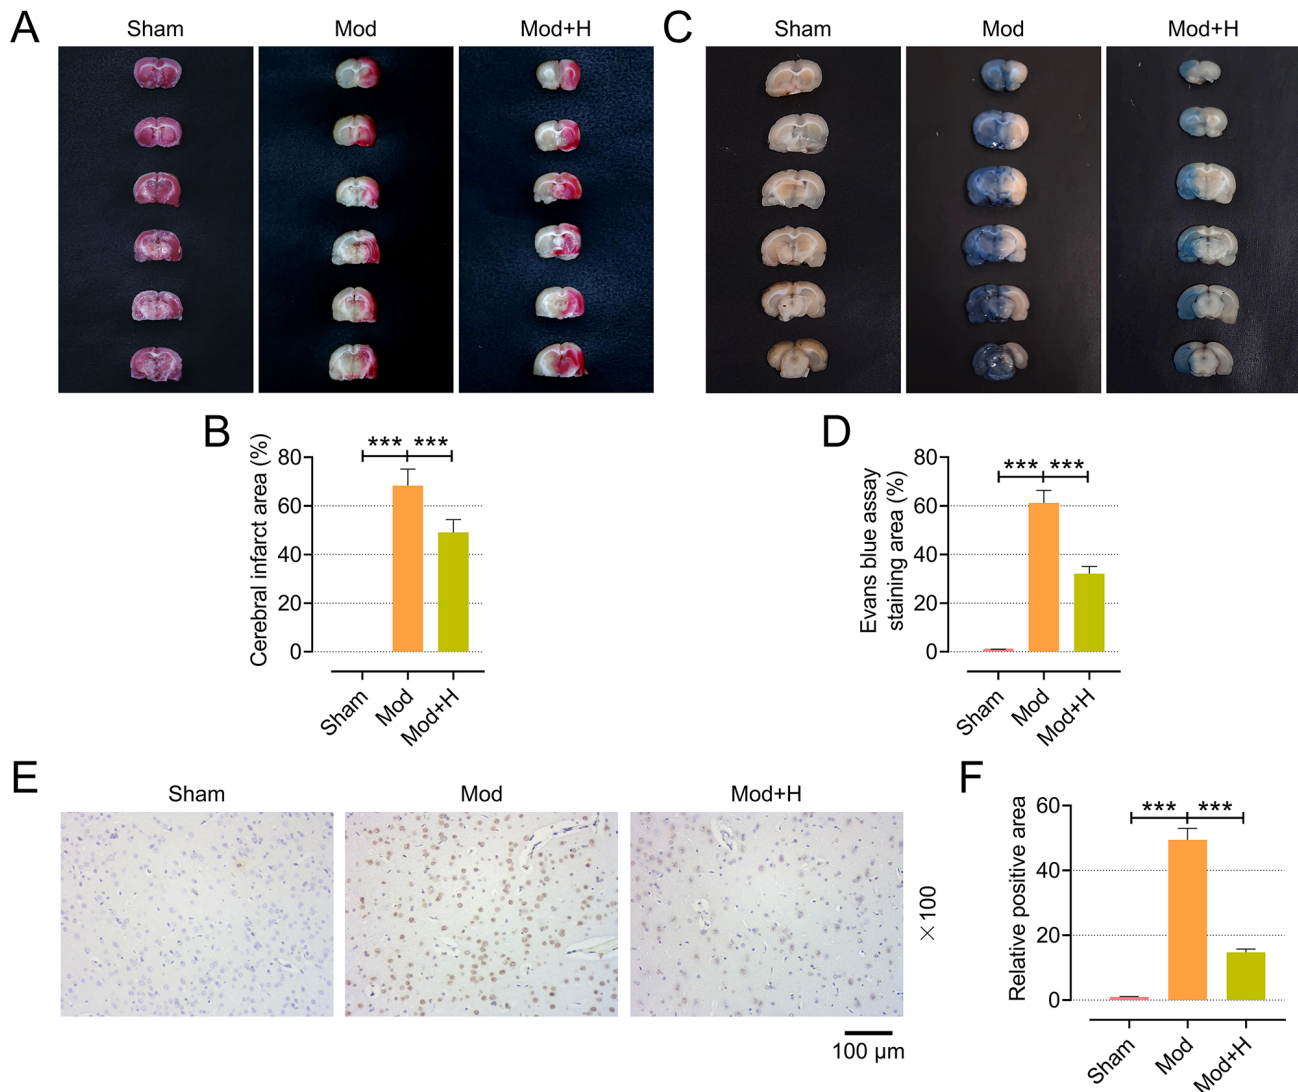 A
Sham
Mod
Mod+H
C
Sham
Mod
Mod+H
B
Cerebral infarct area (%)
80
60
40
20
0
***
***
Sham
Mod
Mod+H
D
Evans blue assay
staining area (%)
80
60
40
20
0
***
***
Sham
Mod
Mod+H
E
Sham
Mod
Mod+H
×100
100 µm
F
Relative positive area
60
40
20
0
***
***
Sham
Mod
Mod+H